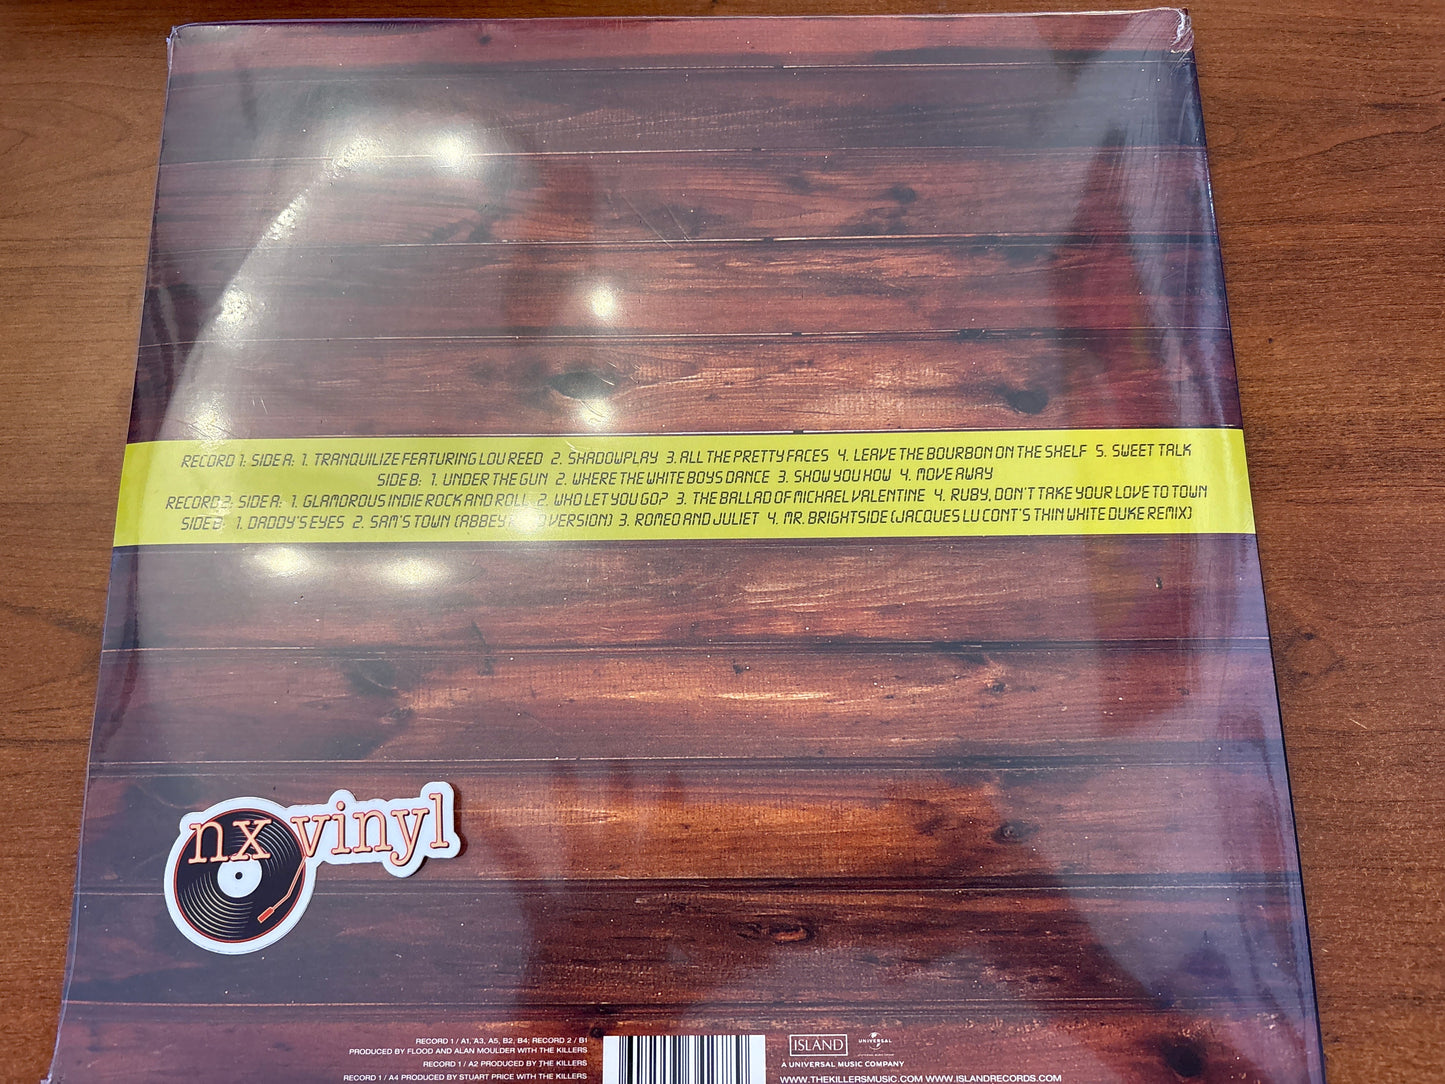 RECORD 1: SIDE A: 1. TRANQUILIZE FEATURING LOU REED 2. SHADOWPLAY 3. ALL THE PRETTY FACES 4. LEAVE THE BOURBON ON THE SHELF 5. SWEET TALK
SIDE B: 1. UNDER THE GUN 2. WHERE THE WHITE BOYS DANCE 3. SHOW YOU HOW 4. MOVE AWAY
RECORD 2: SIDE A: 1. GLAMOROUS INDIE ROCK AND ROLL 2. WHO LET YOU GO? 3. THE BALLAD OF MICHAEL VALENTINE 4. RUBY, DON'T TAKE YOUR LOVE TO TOWN
SIDE B: 1. DADDY'S EYES 2. SAM'S TOWN (ABBEY ROAD VERSION) 3. ROMEO AND JULIET 4. MR. BRIGHTSIDE (JACQUES LU CONT'S THIN WHITE DUKE REMIX)
nx vinyl
RECORD 1 / A1, A3, A5, B2, B4; RECORD 2 / B1
PRODUCED BY FLOOD AND ALAN MOULDER WITH THE KILLERS
RECORD 1 / A2 PRODUCED BY THE KILLERS
RECORD 1 / A4 PRODUCED BY STUART PRICE WITH THE KILLERS
ISLAND
UNIVERSAL
A UNIVERSAL MUSIC COMPANY
WWW.THEKILLERSMUSIC.COM WWW.ISLANDRECORDS.COM